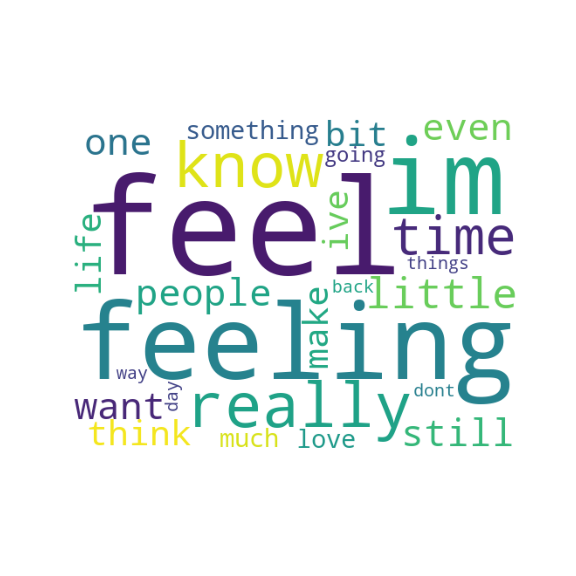 something
bit
even
one
know
going
im
feel
ive
time
life
things
people
make
back
little
feeling
way
day
want
really
dont
think
much
love
still